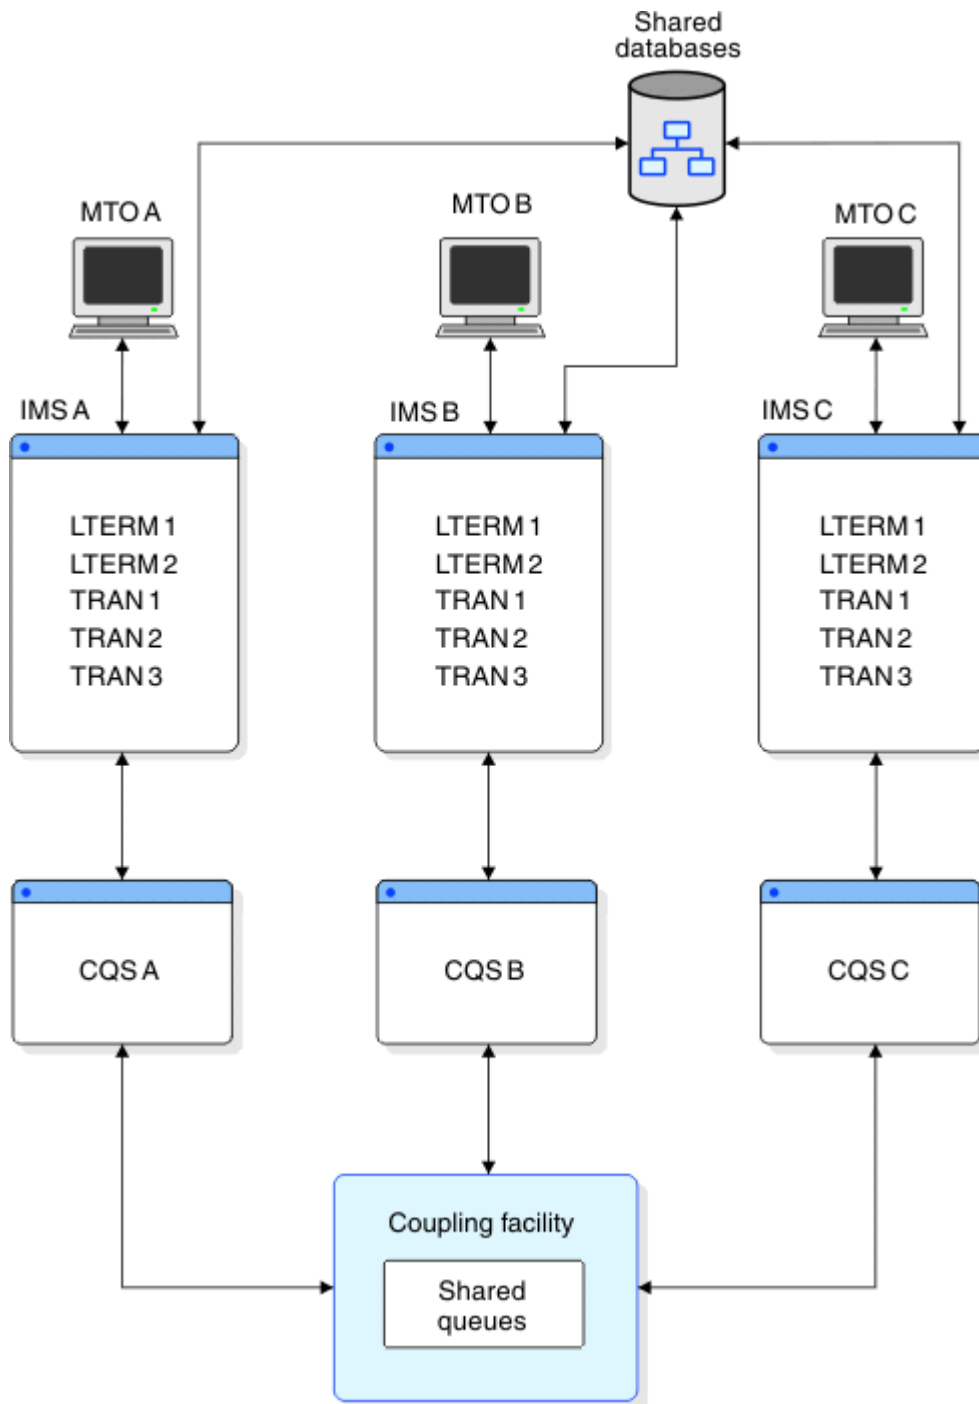 Shared
databases
MTO A
MTO B
MTO C
IMS A
IMS B
IMS C
LTERM 1
LTERM 2
TRAN 1
TRAN 2
TRAN 3
LTERM 1
LTERM 2
TRAN 1
TRAN 2
TRAN 3
LTERM 1
LTERM 2
TRAN 1
TRAN 2
TRAN 3
CQS A
CQS B
CQS C
Coupling facility
Shared
queues